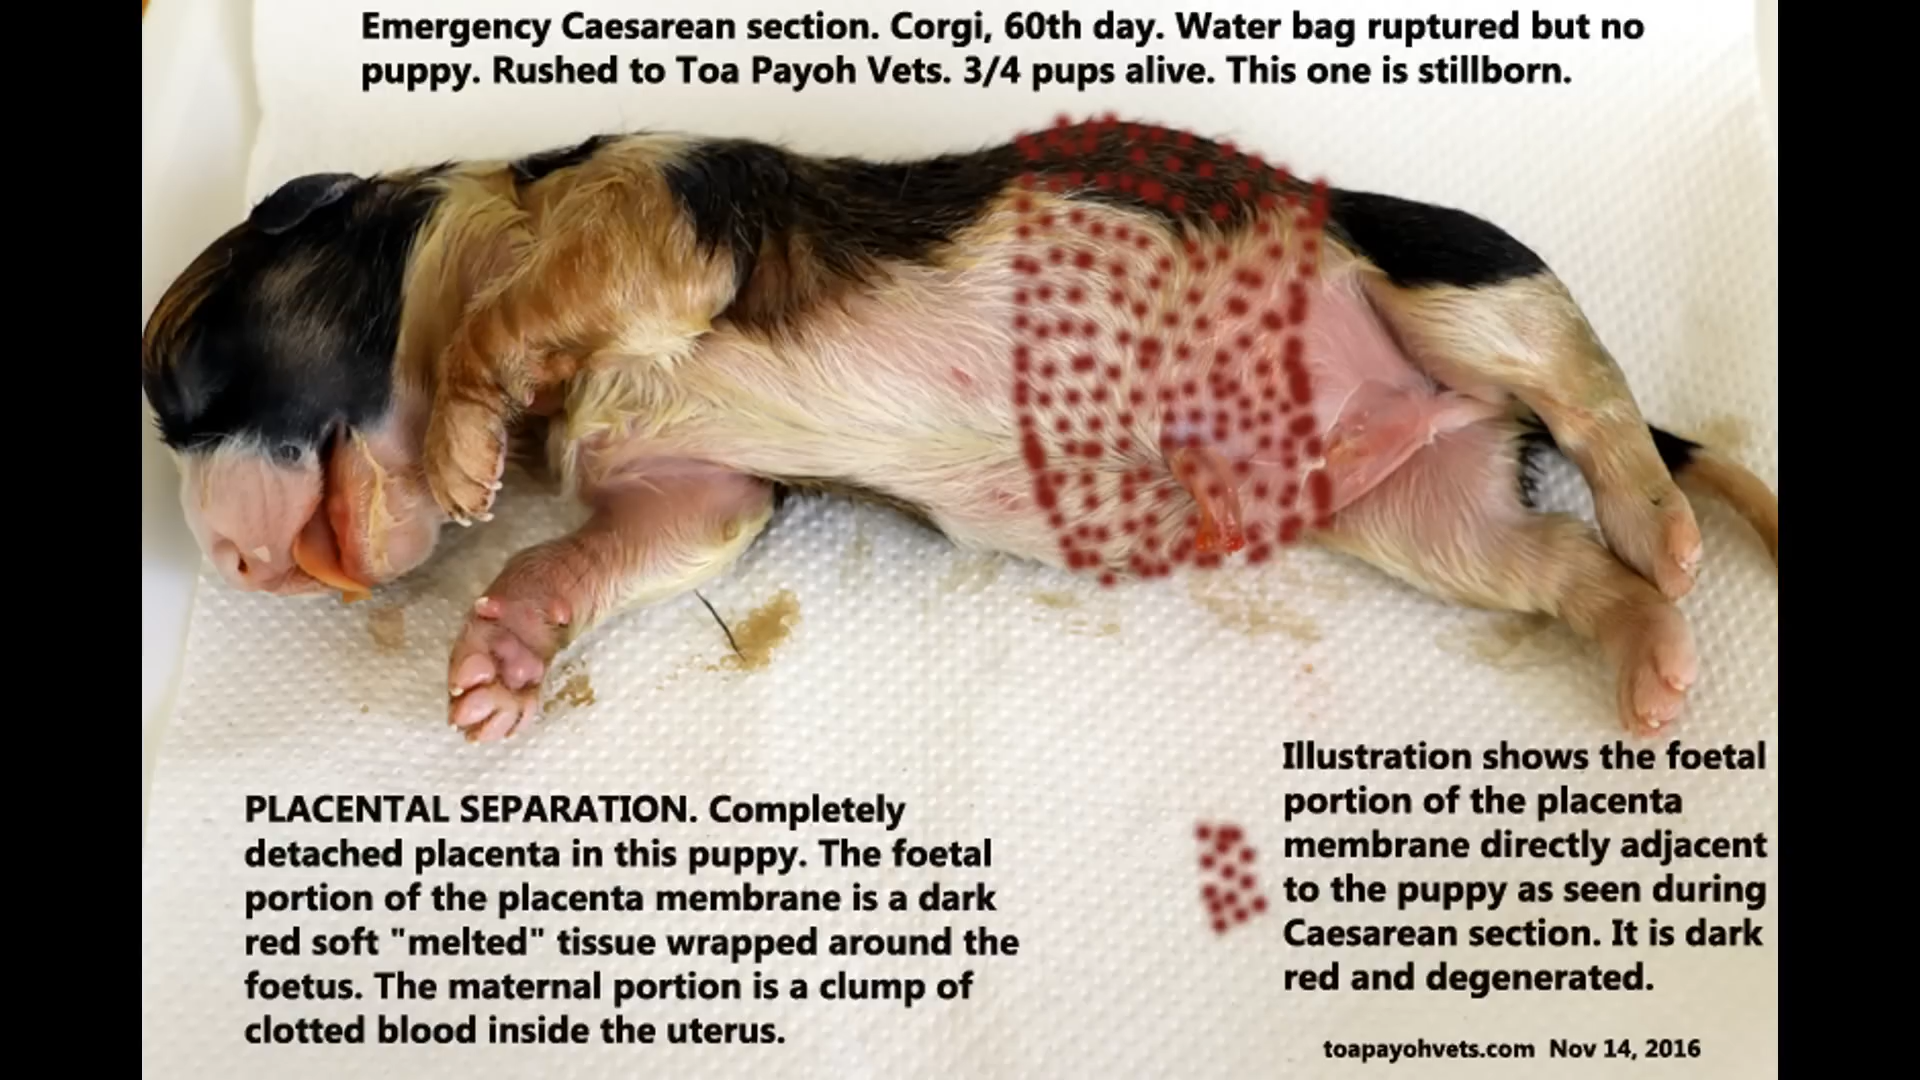 Emergency Caesarean section. Corgi, 60th day. Water bag ruptured but no
puppy. Rushed to Toa Payoh Vets. 3/4 pups alive. This one is stillborn.
PLACENTAL SEPARATION. Completely
detached placenta in this puppy. The foetal
portion of the placenta membrane is a dark
red soft "melted" tissue wrapped around the
foetus. The maternal portion is a clump of
clotted blood inside the uterus.
Illustration shows the foetal
portion of the placenta
membrane directly adjacent
to the puppy as seen during
Caesarean section. It is dark
red and degenerated.
toapayohvets.com Nov 14, 2016